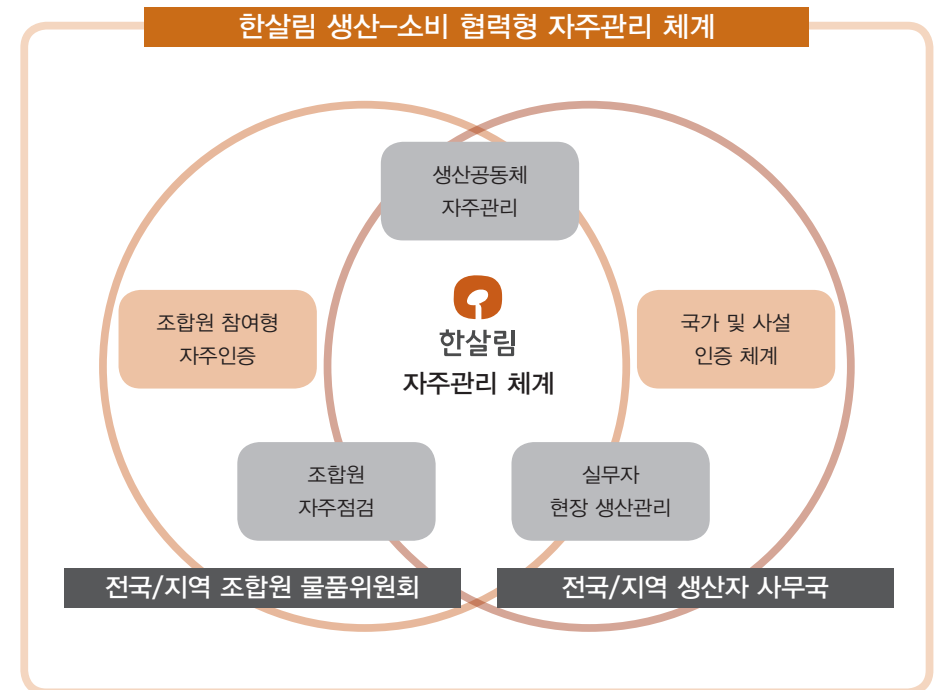 한살림 생산-소비 협력형 자주관리 체계
생산공동체
자주관리
조합원 참여형
자주인증
한살림
자주관리 체계
국가 및 사설
인증 체계
조합원
자주점검
실무자
현장 생산관리
전국/지역 조합원 물품위원회
전국/지역 생산자 사무국